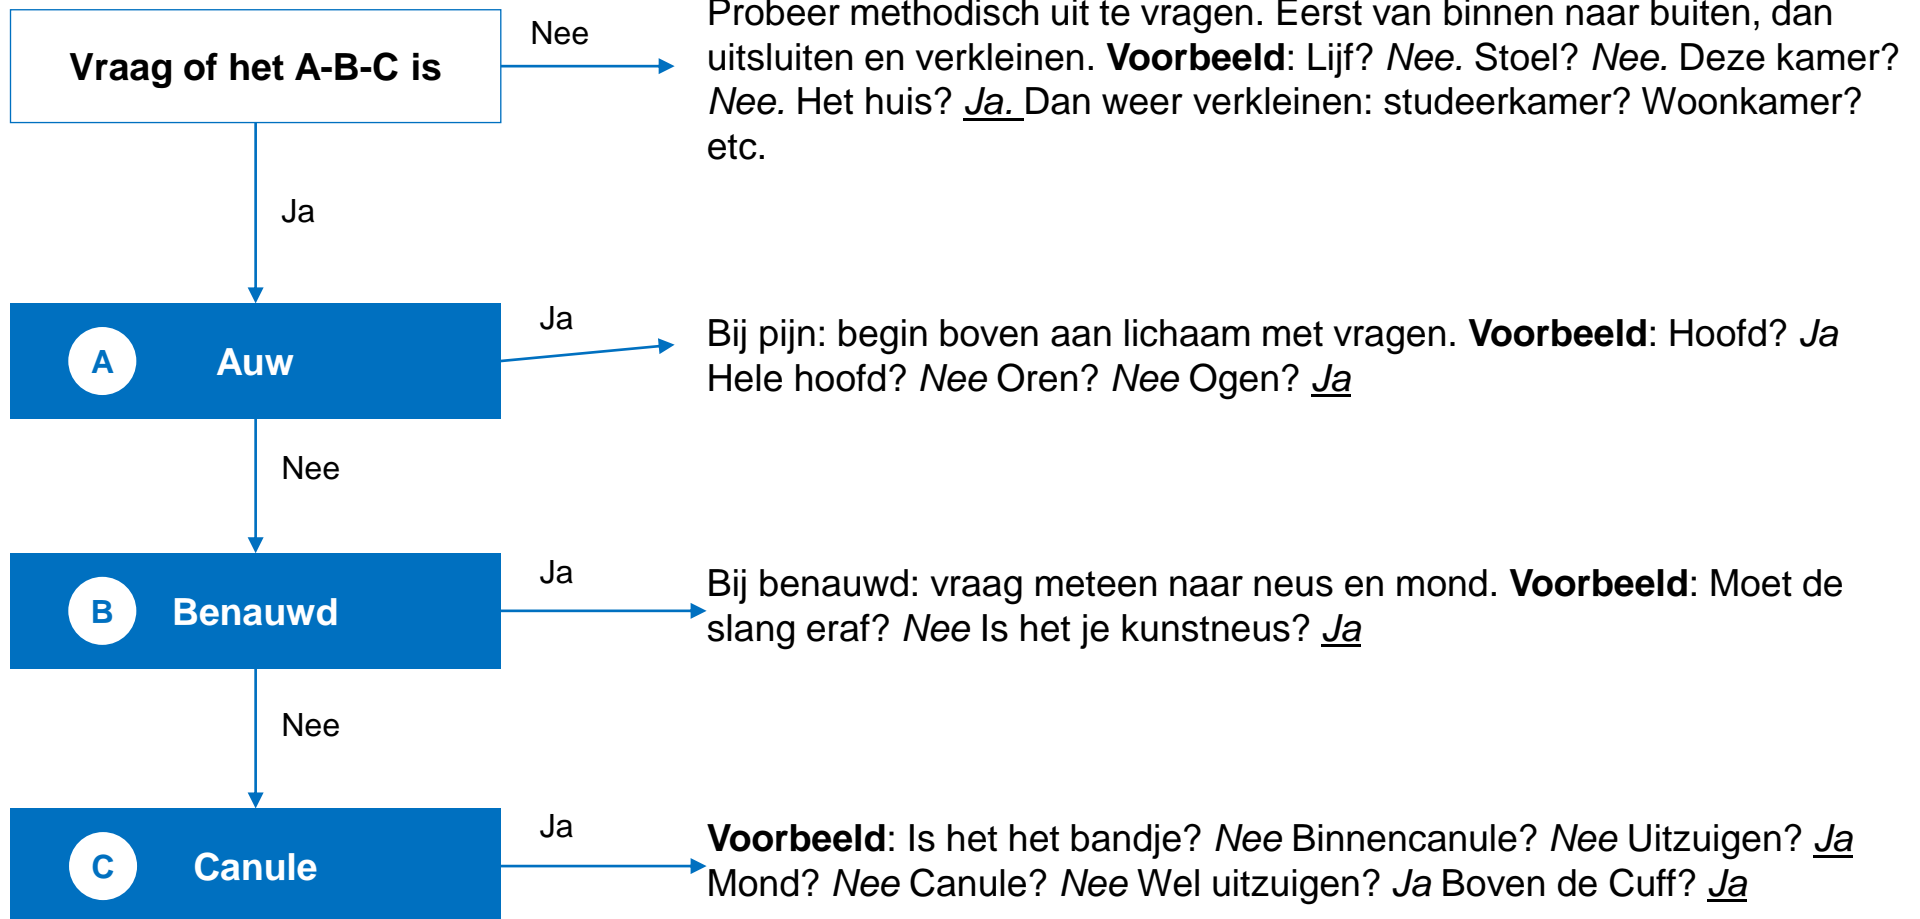 Probeer methodisch uit te vragen. Eerst van binnen naar buiten, dan
Nee
Vraag of het A-B-C is
uitsluiten en verkleinen. Voorbeeld: Lijf? Nee. Stoel? Nee. Deze kamer?
Nee. Het huis? Ja. Dan weer verkleinen: studeerkamer? Woonkamer?
etc.
Ja
A
Auw
Ja
Bij pijn: begin boven aan lichaam met vragen. Voorbeeld: Hoofd? Ja
Hele hoofd? Nee Oren? Nee Ogen? Ja
Nee
B
Benauwd
Ja
Bij benauwd: vraag meteen naar neus en mond. Voorbeeld: Moet de
slang eraf? Nee Is het je kunstneus? Ja
Nee
C
Canule
Ja
Voorbeeld: Is het het bandje? Nee Binnencanule? Nee Uitzuigen? Ja
Mond? Nee Canule? Nee Wel uitzuigen? Ja Boven de Cuff? Ja